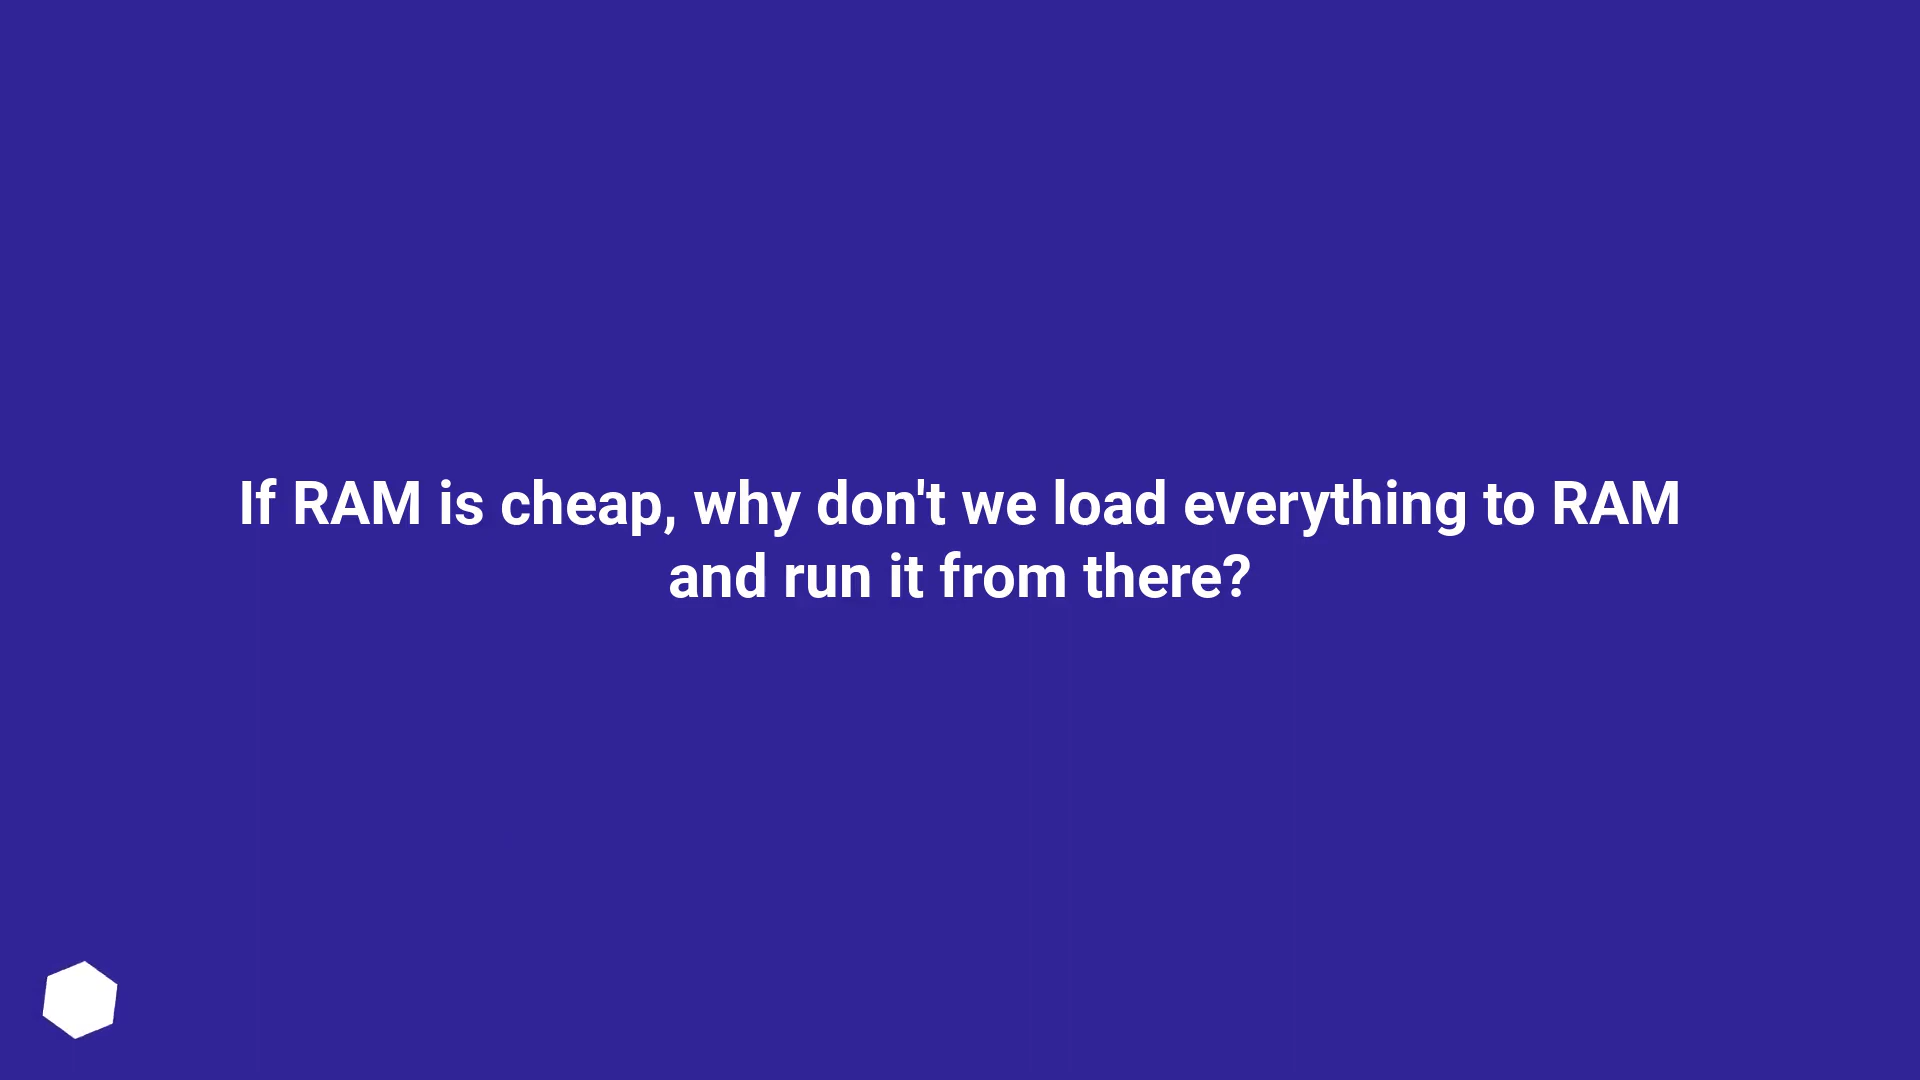 If RAM is cheap, why don't we load everything to RAM
and run it from there?